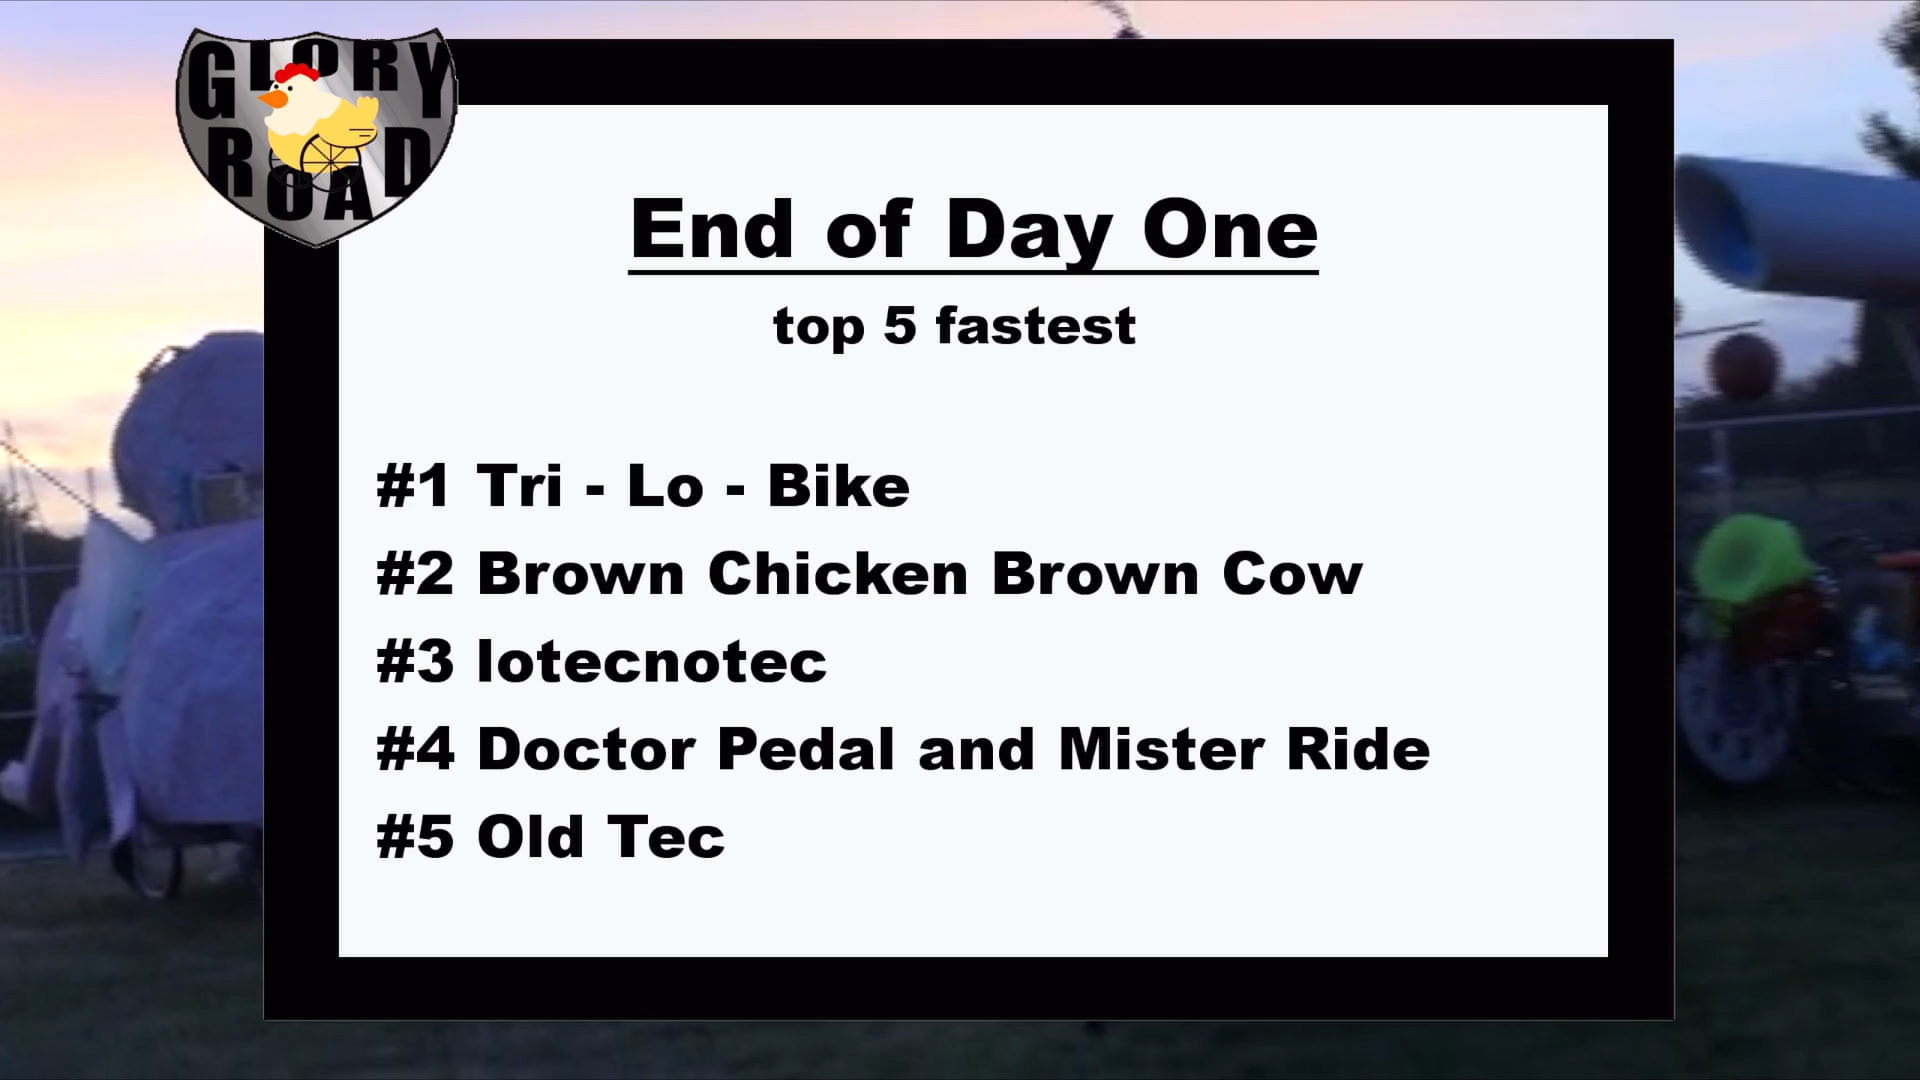 GLORY
ROAD
End of Day One
top 5 fastest
#1 Tri - Lo - Bike
#2 Brown Chicken Brown Cow
#3 lotecnotec
#4 Doctor Pedal and Mister Ride
#5 Old Tec